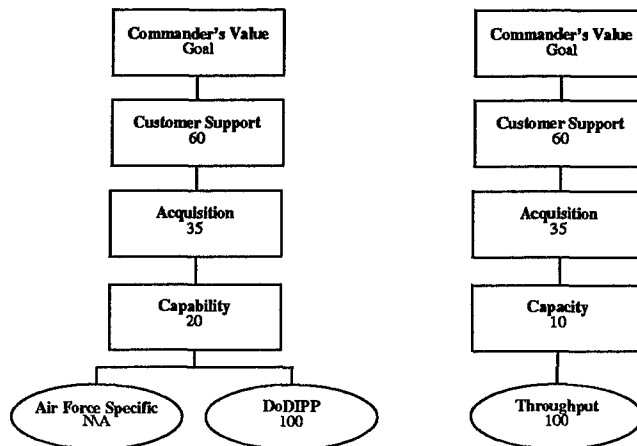 Commander's Value
Goal
Customer Support
60
Acquisition
35
Capability
20
Air Force Specific
N\A
DoDIPP
100
Commander's Value
Goal
Customer Support
60
Acquisition
35
Capacity
10
Throughput
100